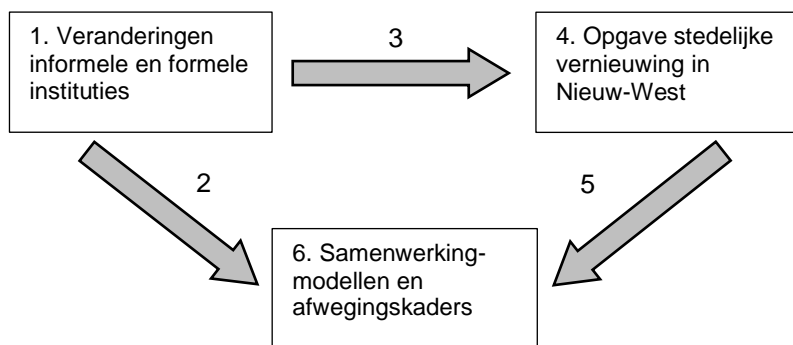 1. Veranderingen
informele en formele
instituties
3
4. Opgave stedelijke
vernieuwing in
Nieuw-West
2
5
6. Samenwerking-
modellen en
afwegingskaders